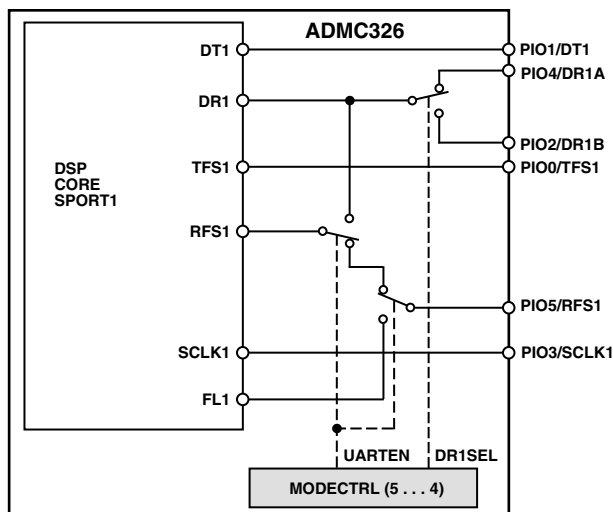 ADMC326
DT1
PIO1/DT1
PIO4/DR1A
DR1
PIO2/DR1B
DSP
CORE
SPORT1
TFS1
PIO0/TFS1
RFS1
PIO5/RFS1
SCLK1
PIO3/SCLK1
FL1
UARTEN
DR1SEL
MODECTRL (5 . . . 4)